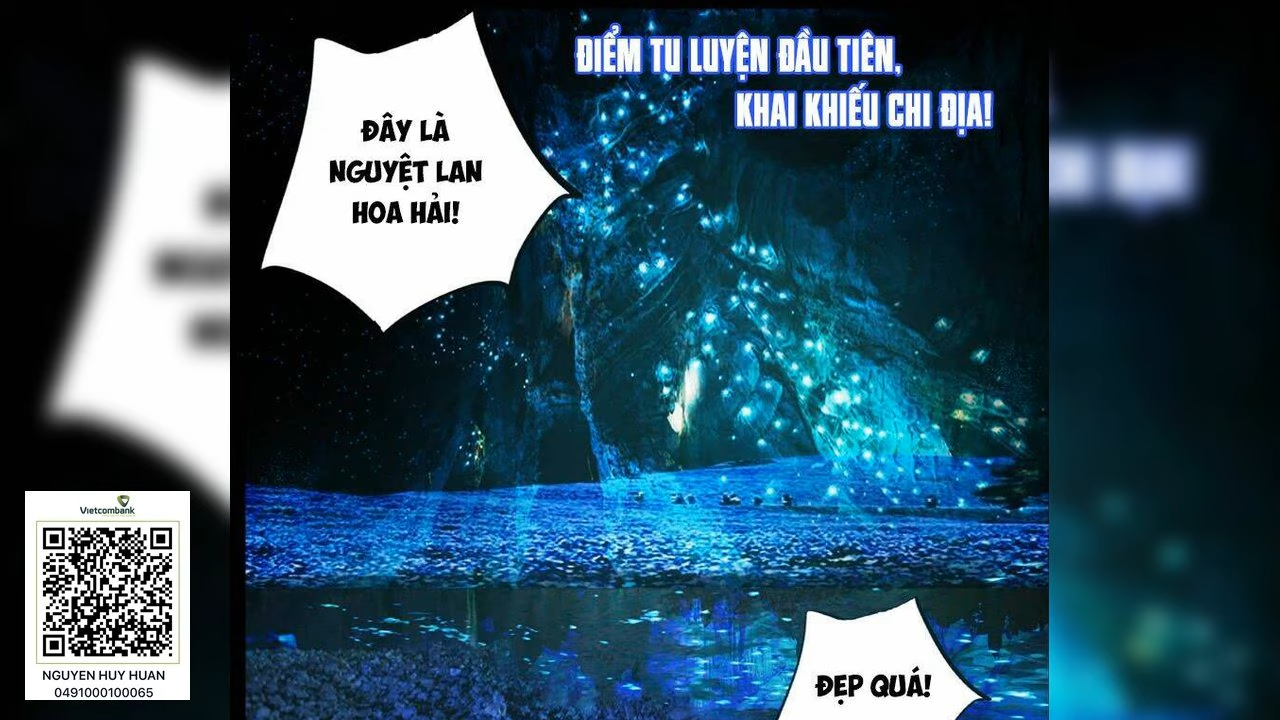 ĐIỂM TU LUYỆN ĐẦU TIÊN,
KHAI KHIẾU CHI ĐỊA!
ĐÂY LÀ
NGUYỆT LAN
HOA HẢI!
ĐẸP QUÁ!
Vietcombank
NGUYEN HUY HUAN
0491000100065